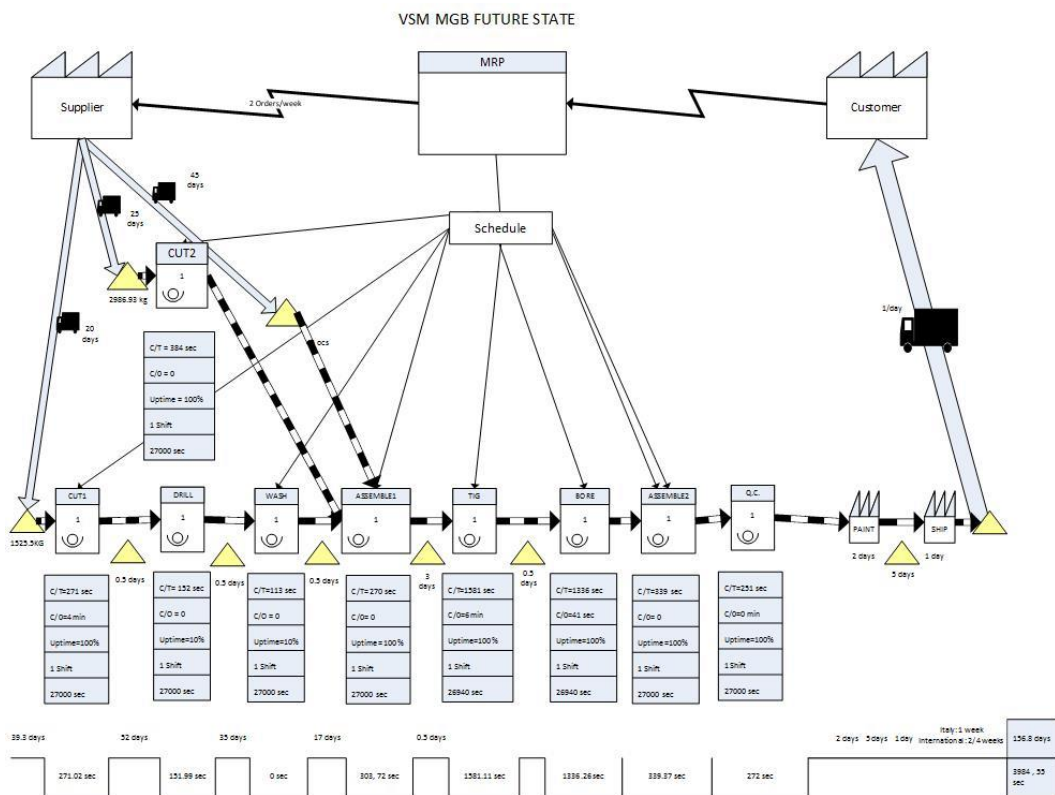 VSM MGB FUTURE STATE
MRP
Supplier
2 Orders/week
Customer
45
days
25
days
Schedule
CUT2
1
2986.93 kg
1/day
20
days
ocs
C/T = 384 sec
C/O = 0
Uptime = 100%
1 Shift
27000 sec
CUT1
DRILL
WASH
ASSEMBLE1
TIG
BORE
ASSEMBLE2
Q.C.
1
1
1
1
1
1
1
1
PAINT
SHIP
1525.5KG
0.5 days
0.5 days
0.5 days
3
days
0.5
days
2 days
5 days
1 day
C/T=271 sec
C/O=4 min
Uptime=100%
1 Shift
27000 sec
C/T= 152 sec
C/O = 0
Uptime=10%
1 Shift
27000 sec
C/T=113 sec
C/O = 0
Uptime=10%
1 Shift
27000 sec
C/T= 270 sec
C/O= 0
Uptime =100%
1 Shift
27000 sec
C/T=1581 sec
C/O=6min
Uptime=100%
1 Shift
26940 sec
C/T=1336 sec
C/O=41 sec
Uptime=100%
1 Shift
26940 sec
C/T=339 sec
C/O= 0
Uptime=100%
1 Shift
27000 sec
C/T=251 sec
C/O=0 min
Uptime=100%
1 Shift
27000 sec
39.3 days
52 days
35 days
17 days
0.5 days
2 days
5 days
1 day
Italy: 1 week
International: 2/4 weeks
156.8 days
271.02 sec
151.99 sec
0 sec
303, 72 sec
1581.11 sec
1336.26 sec
339.37 sec
272 sec
3984 , 55
sec